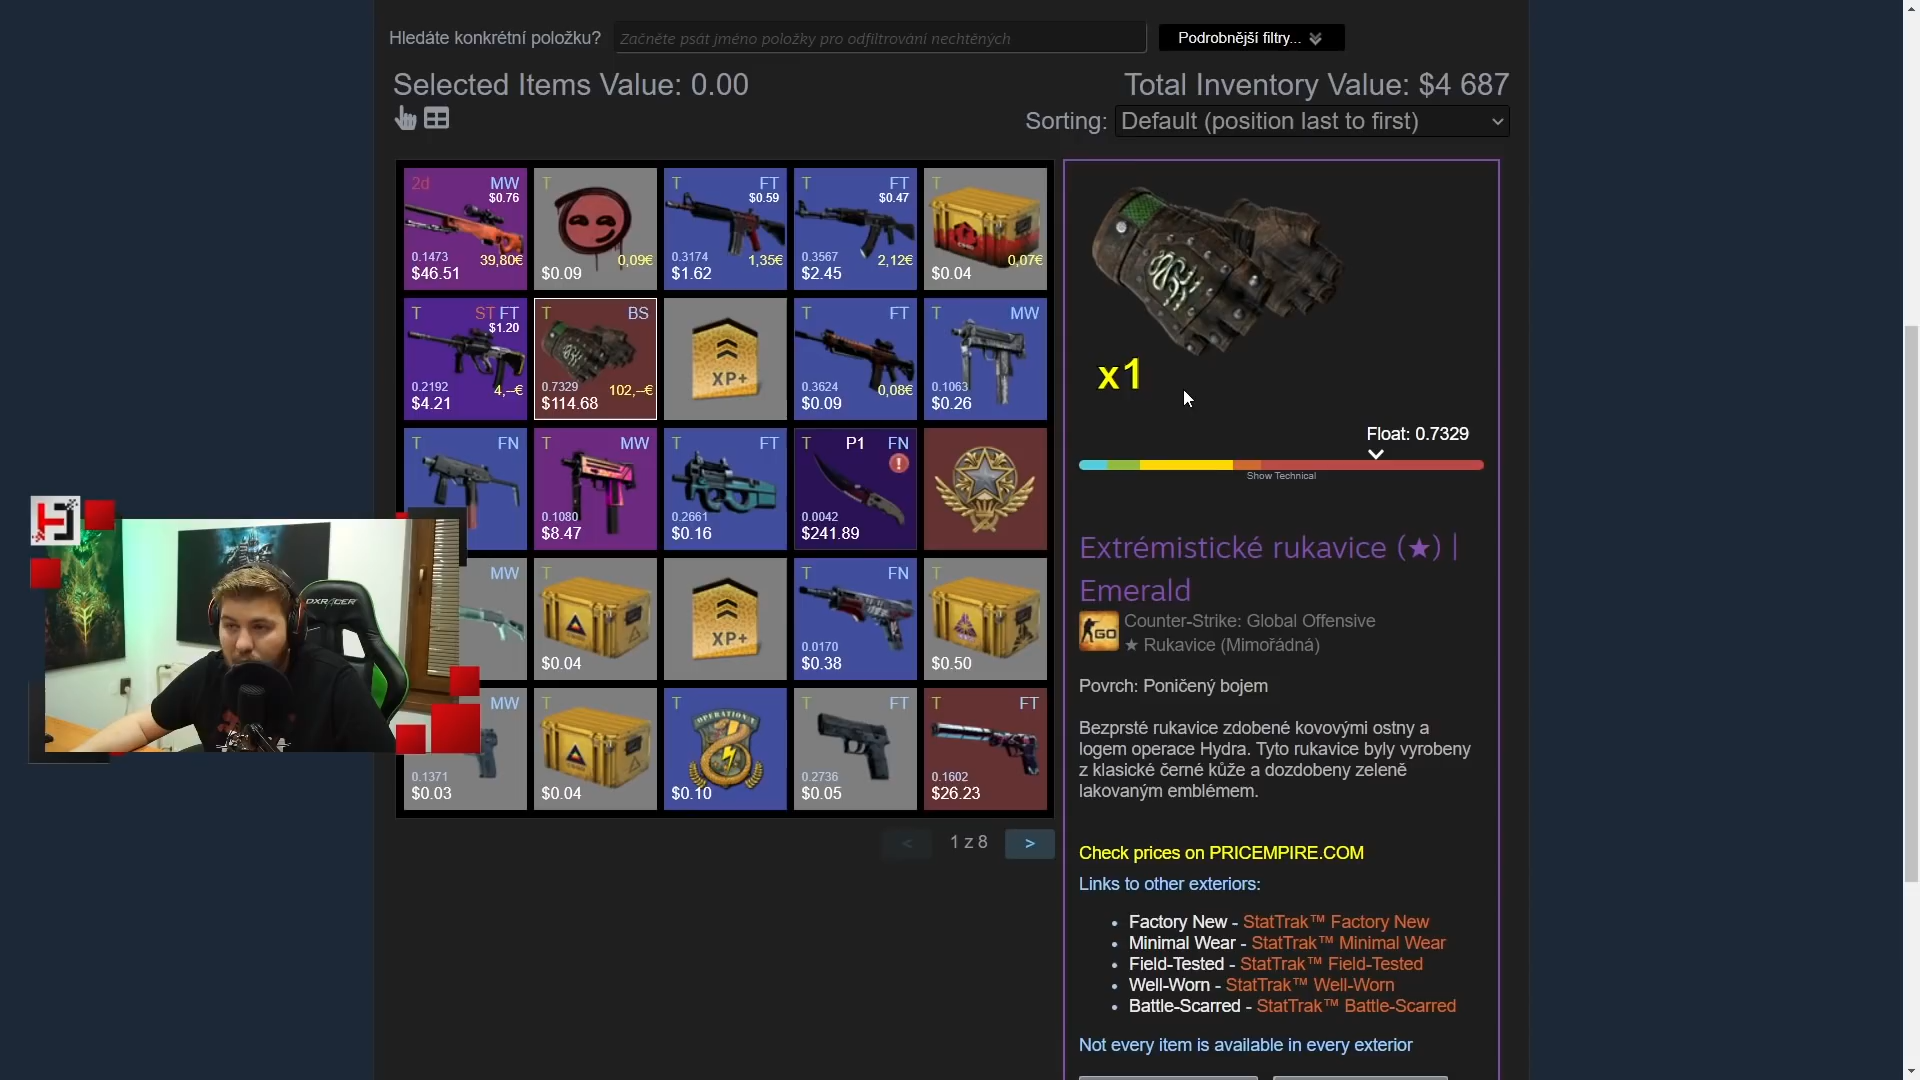 Hledáte konkrétní položku?
Začněte psát jméno položky pro odfiltrování nechtěných
Podrobnější filtry...
Selected Items Value: 0.00
Total Inventory Value: $4 687
Sorting:
Default (position last to first)
2d MW
$0.76
0.1473 39,80€
$46.51
T
0,09€
$0.09
T FT
$0.59
0.3174 1,35€
$1.62
T FT
$0.47
0.3567 2,12€
$2.45
T
0,07€
$0.04
T ST FT
$1.20
0.2192 4,--€
$4.21
T BS
0.7329 102,--€
$114.68
XP+
T FT
0.3624 0,08€
$0.09
T MW
0.1063
$0.26
T FN
T MW
0.1080
$8.47
T FT
0.2661
$0.16
T P1 FN
0.0042
$241.89
MW
T
$0.04
XP+
T FN
0.0170
$0.38
T
$0.50
MW
0.1371
$0.03
T
$0.04
T
$0.10
T FT
0.2736
$0.05
T FT
0.1602
$26.23
DXRACER
<
1 z 8
>
x1
Float: 0.7329
Show Technical
Extrémistické rukavice (★) |
Emerald
GO
Counter-Strike: Global Offensive
★ Rukavice (Mimořádná)
Povrch: Poničený bojem
Bezprsté rukavice zdobené kovovými ostny a
logem operace Hydra. Tyto rukavice byly vyrobeny
z klasické černé kůže a dozdobeny zeleně
lakovaným emblémem.
Check prices on PRICEMPIRE.COM
Links to other exteriors:
Factory New - StatTrak™ Factory New
Minimal Wear - StatTrak™ Minimal Wear
Field-Tested - StatTrak™ Field-Tested
Well-Worn - StatTrak™ Well-Worn
Battle-Scarred - StatTrak™ Battle-Scarred
Not every item is available in every exterior